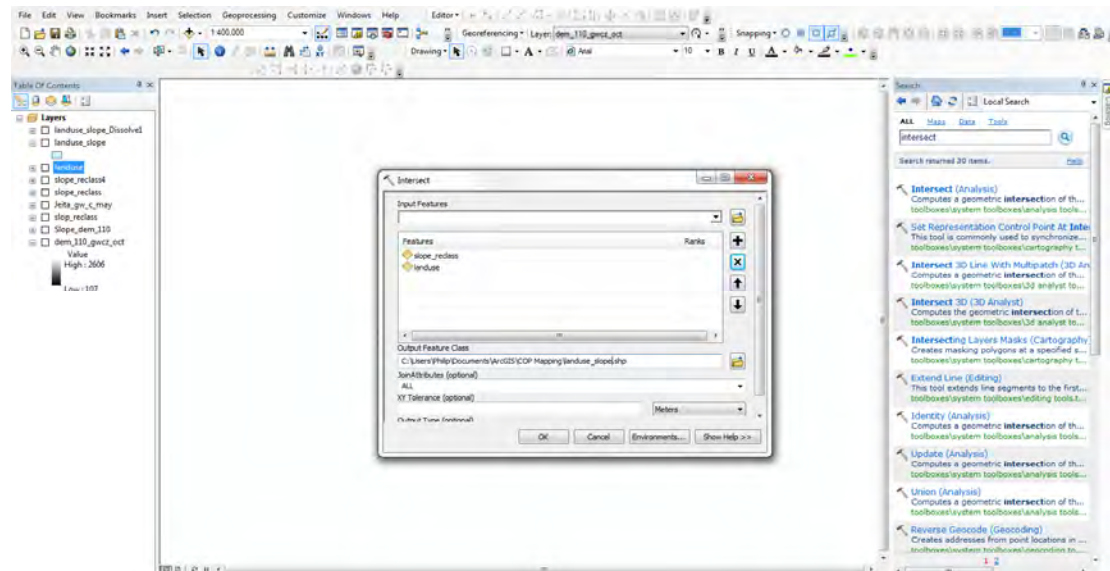 File Edit View Bookmarks Insert Selection Geoprocessing Customize Windows Help
Editor
1:400.000
Georeferencing Layer: dem_110_gwcz_oct
Snapping
Drawing
Arial
10
B I U A
Table Of Contents
Layers
landuse_slope_Dissolve1
landuse_slope
landuse
slope_reclass4
slope_reclass
Jeita_gw_c_may
slop_reclass
Slope_dem_110
dem_110_gwcz_oct
Value
High : 2606
Low : 107
Intersect
Input Features
Features Ranks
slope_reclass
landuse
Output Feature Class
C:\Users\Philip\Documents\ArcGIS\COP Mapping\landuse_slope.shp
JoinAttributes (optional)
ALL
XY Tolerance (optional)
Meters
Output Type (optional)
OK Cancel Environments... Show Help >>
Search
Local Search
ALL Maps Data Tools
intersect
Search returned 30 items. Help
Intersect (Analysis)
Computes a geometric intersection of th...
toolboxes\system toolboxes\analysis tools....
Set Representation Control Point At Inte
This tool is commonly used to synchronize...
toolboxes\system toolboxes\cartography t...
Intersect 3D Line With Multipatch (3D An
Computes a geometric intersection of th...
toolboxes\system toolboxes\3d analyst to...
Intersect 3D (3D Analyst)
Computes the geometric intersection of t...
toolboxes\system toolboxes\3d analyst to...
Intersecting Layers Masks (Cartography
Creates masking polygons at a specified s...
toolboxes\system toolboxes\cartography t...
Extend Line (Editing)
This tool extends line segments to the first...
toolboxes\system toolboxes\editing tools.t...
Identity (Analysis)
Computes a geometric intersection of th...
toolboxes\system toolboxes\analysis tools...
Update (Analysis)
Computes a geometric intersection of th...
toolboxes\system toolboxes\analysis tools...
Union (Analysis)
Computes a geometric intersection of th...
toolboxes\system toolboxes\analysis tools...
Reverse Geocode (Geocoding)
Creates addresses from point locations in ...
toolboxes\system toolboxes\geocoding to...
1 2